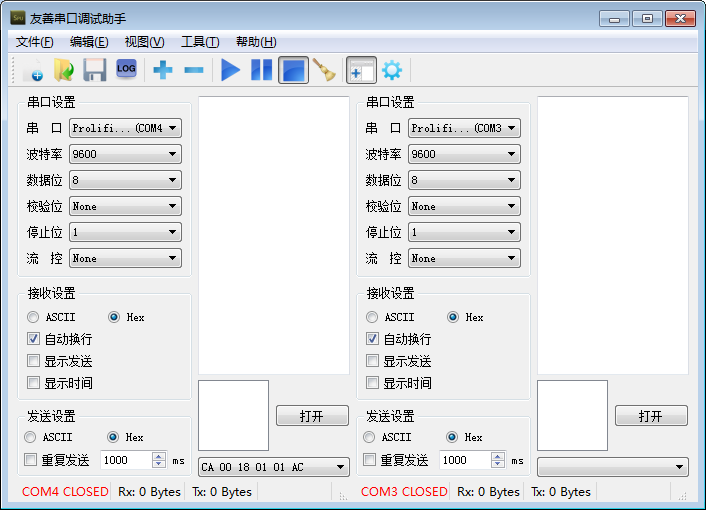 友善串口调试助手
文件(F) 编辑(E) 视图(V) 工具(T) 帮助(H)
LOG
串口设置
串 口 Prolifi...(COM4
波特率 9600
数据位 8
校验位 None
停止位 1
流 控 None
接收设置
ASCII Hex
自动换行
显示发送
显示时间
发送设置
ASCII Hex
重复发送 1000 ms
打开
CA 00 18 01 01 AC
COM4 CLOSED Rx: 0 Bytes Tx: 0 Bytes
串口设置
串 口 Prolifi...(COM3
波特率 9600
数据位 8
校验位 None
停止位 1
流 控 None
接收设置
ASCII Hex
自动换行
显示发送
显示时间
发送设置
ASCII Hex
重复发送 1000 ms
打开
COM3 CLOSED Rx: 0 Bytes Tx: 0 Bytes